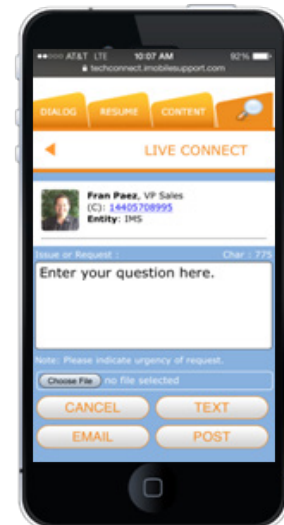 AT&T LTE 10:07 AM 92%
techconnect.imobilesupport.com
DIALOG RESUME CONTENT
LIVE CONNECT
Fran Paez, VP Sales
(C): 14405708995
Entity: IMS
Issue or Request : Char : 775
Enter your question here.
Note: Please indicate urgency of request.
Choose File no file selected
CANCEL TEXT
EMAIL POST